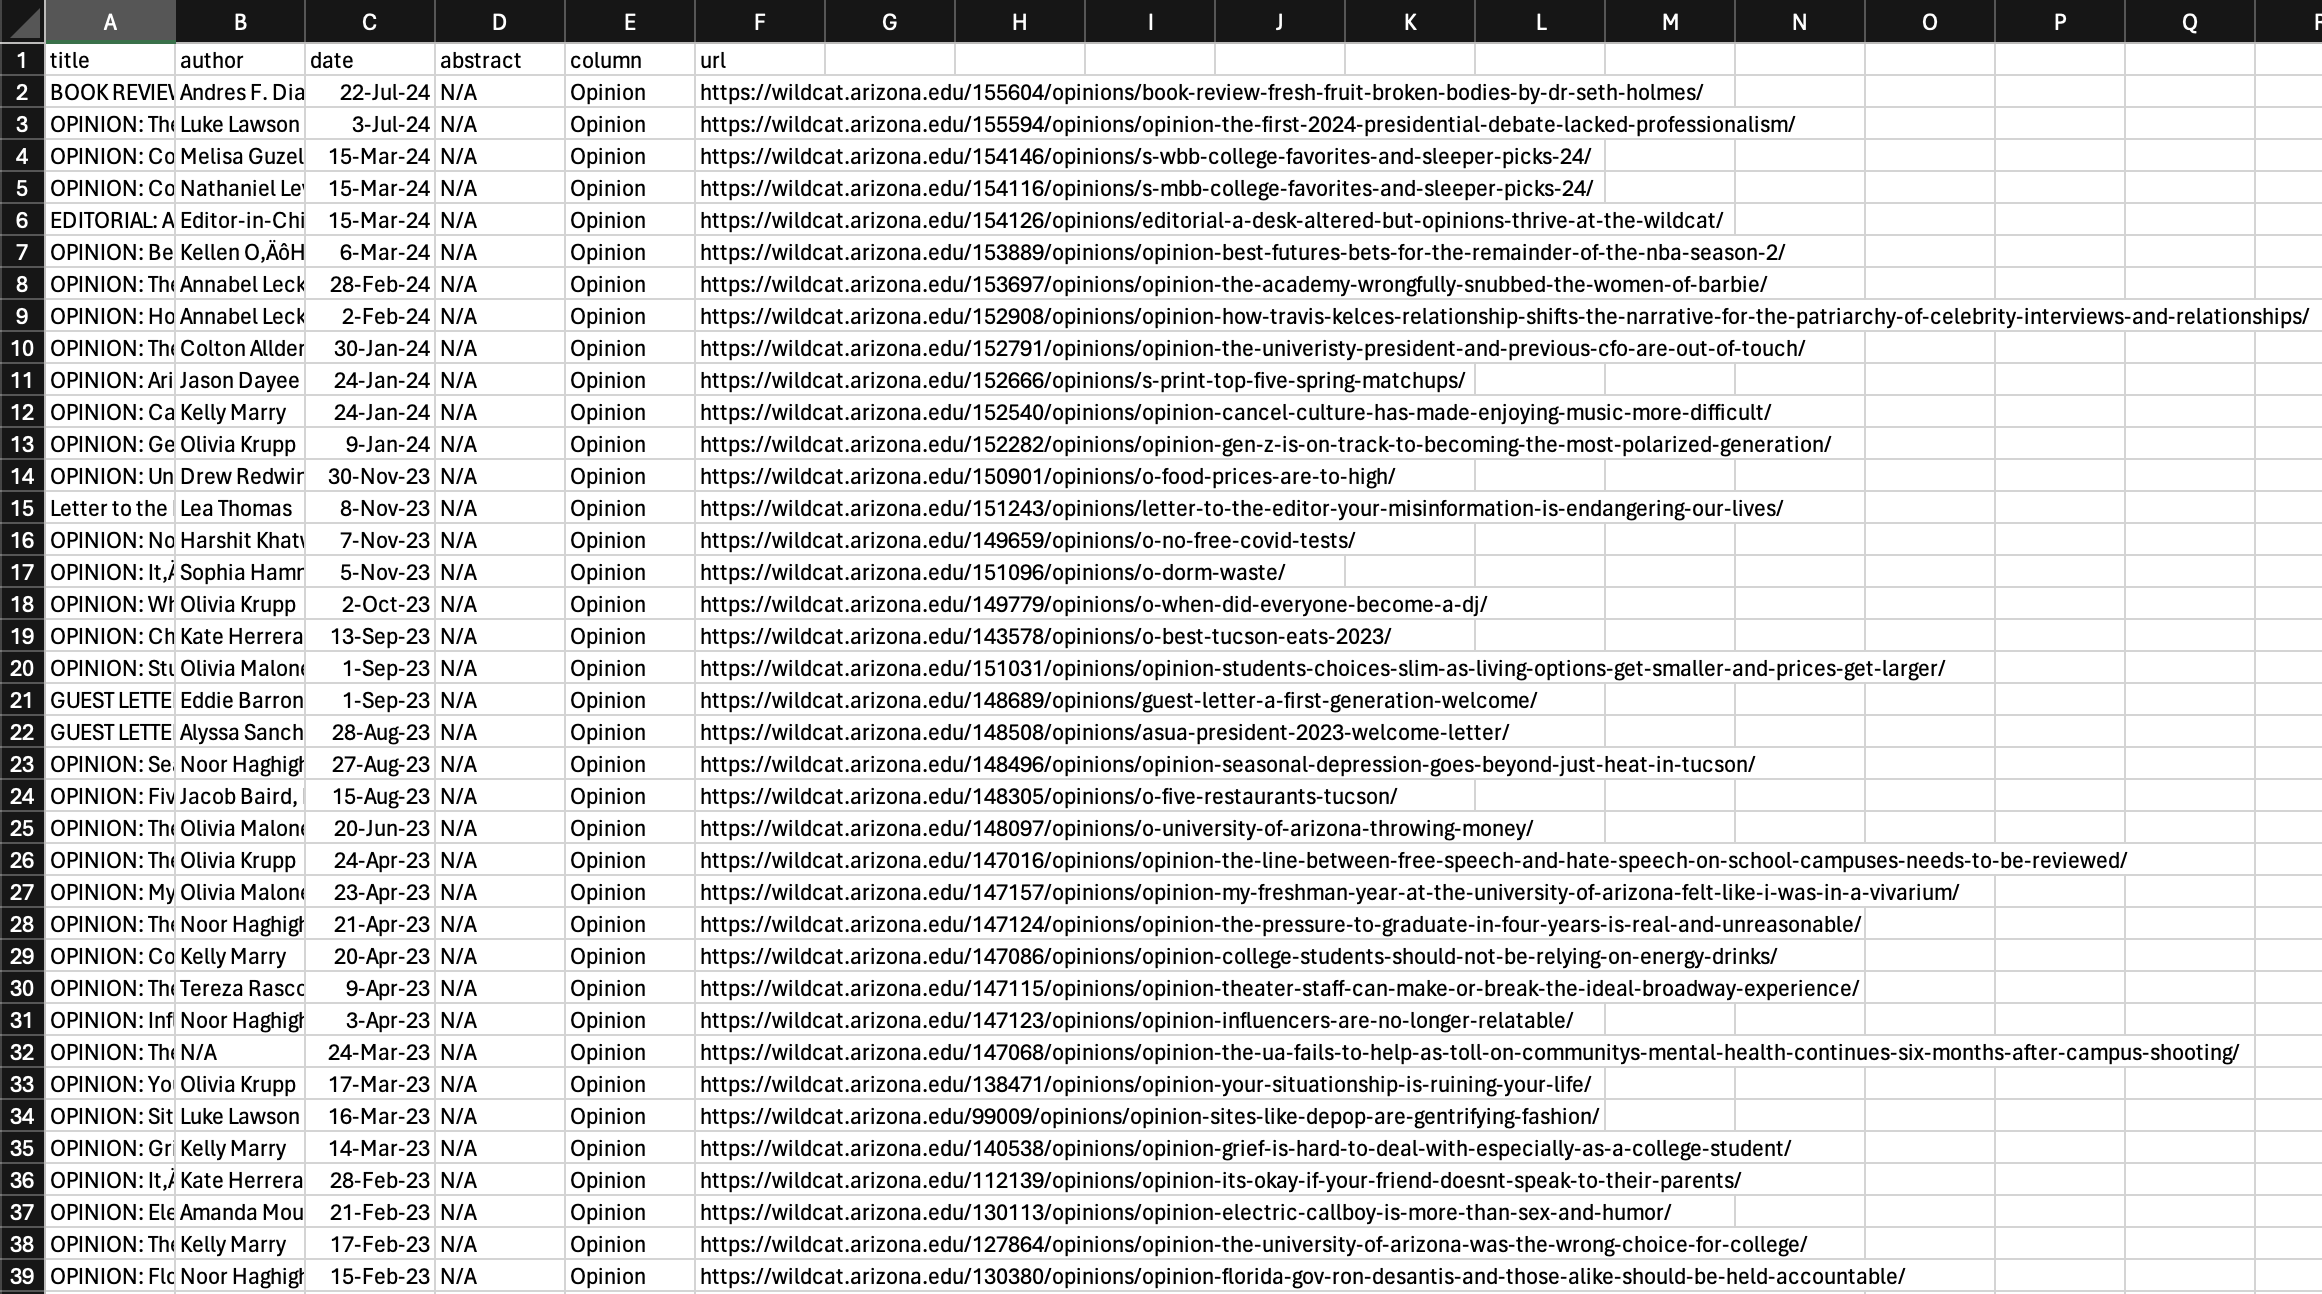 A B C D E F G H I J K L M N O P Q
1 title author date abstract column url
2 BOOK REVIEW Andres F. Dia 22-Jul-24 N/A Opinion https://wildcat.arizona.edu/155604/opinions/book-review-fresh-fruit-broken-bodies-by-dr-seth-holmes/
3 OPINION: The Luke Lawson 3-Jul-24 N/A Opinion https://wildcat.arizona.edu/155594/opinions/opinion-the-first-2024-presidential-debate-lacked-professionalism/
4 OPINION: Co Melisa Guzel 15-Mar-24 N/A Opinion https://wildcat.arizona.edu/154146/opinions/s-wbb-college-favorites-and-sleeper-picks-24/
5 OPINION: Co Nathaniel Lev 15-Mar-24 N/A Opinion https://wildcat.arizona.edu/154116/opinions/s-mbb-college-favorites-and-sleeper-picks-24/
6 EDITORIAL: A Editor-in-Chi 15-Mar-24 N/A Opinion https://wildcat.arizona.edu/154126/opinions/editorial-a-desk-altered-but-opinions-thrive-at-the-wildcat/
7 OPINION: Be Kellen O‚ÄôH 6-Mar-24 N/A Opinion https://wildcat.arizona.edu/153889/opinions/opinion-best-futures-bets-for-the-remainder-of-the-nba-season-2/
8 OPINION: The Annabel Leck 28-Feb-24 N/A Opinion https://wildcat.arizona.edu/153697/opinions/opinion-the-academy-wrongfully-snubbed-the-women-of-barbie/
9 OPINION: Ho Annabel Leck 2-Feb-24 N/A Opinion https://wildcat.arizona.edu/152908/opinions/opinion-how-travis-kelces-relationship-shifts-the-narrative-for-the-patriarchy-of-celebrity-interviews-and-relationships/
10 OPINION: The Colton Allder 30-Jan-24 N/A Opinion https://wildcat.arizona.edu/152791/opinions/opinion-the-univeristy-president-and-previous-cfo-are-out-of-touch/
11 OPINION: Ari Jason Dayee 24-Jan-24 N/A Opinion https://wildcat.arizona.edu/152666/opinions/s-print-top-five-spring-matchups/
12 OPINION: Ca Kelly Marry 24-Jan-24 N/A Opinion https://wildcat.arizona.edu/152540/opinions/opinion-cancel-culture-has-made-enjoying-music-more-difficult/
13 OPINION: Ge Olivia Krupp 9-Jan-24 N/A Opinion https://wildcat.arizona.edu/152282/opinions/opinion-gen-z-is-on-track-to-becoming-the-most-polarized-generation/
14 OPINION: Un Drew Redwin 30-Nov-23 N/A Opinion https://wildcat.arizona.edu/150901/opinions/o-food-prices-are-to-high/
15 Letter to the Lea Thomas 8-Nov-23 N/A Opinion https://wildcat.arizona.edu/151243/opinions/letter-to-the-editor-your-misinformation-is-endangering-our-lives/
16 OPINION: No Harshit Khatw 7-Nov-23 N/A Opinion https://wildcat.arizona.edu/149659/opinions/o-no-free-covid-tests/
17 OPINION: It‚Ä Sophia Hamm 5-Nov-23 N/A Opinion https://wildcat.arizona.edu/151096/opinions/o-dorm-waste/
18 OPINION: Wh Olivia Krupp 2-Oct-23 N/A Opinion https://wildcat.arizona.edu/149779/opinions/o-when-did-everyone-become-a-dj/
19 OPINION: Ch Kate Herrera 13-Sep-23 N/A Opinion https://wildcat.arizona.edu/143578/opinions/o-best-tucson-eats-2023/
20 OPINION: Stu Olivia Malone 1-Sep-23 N/A Opinion https://wildcat.arizona.edu/151031/opinions/opinion-students-choices-slim-as-living-options-get-smaller-and-prices-get-larger/
21 GUEST LETTE Eddie Barron 1-Sep-23 N/A Opinion https://wildcat.arizona.edu/148689/opinions/guest-letter-a-first-generation-welcome/
22 GUEST LETTE Alyssa Sanch 28-Aug-23 N/A Opinion https://wildcat.arizona.edu/148508/opinions/asua-president-2023-welcome-letter/
23 OPINION: Sea Noor Haghigh 27-Aug-23 N/A Opinion https://wildcat.arizona.edu/148496/opinions/opinion-seasonal-depression-goes-beyond-just-heat-in-tucson/
24 OPINION: Fiv Jacob Baird, 15-Aug-23 N/A Opinion https://wildcat.arizona.edu/148305/opinions/o-five-restaurants-tucson/
25 OPINION: The Olivia Malone 20-Jun-23 N/A Opinion https://wildcat.arizona.edu/148097/opinions/o-university-of-arizona-throwing-money/
26 OPINION: The Olivia Krupp 24-Apr-23 N/A Opinion https://wildcat.arizona.edu/147016/opinions/opinion-the-line-between-free-speech-and-hate-speech-on-school-campuses-needs-to-be-reviewed/
27 OPINION: My Olivia Malone 23-Apr-23 N/A Opinion https://wildcat.arizona.edu/147157/opinions/opinion-my-freshman-year-at-the-university-of-arizona-felt-like-i-was-in-a-vivarium/
28 OPINION: The Noor Haghigh 21-Apr-23 N/A Opinion https://wildcat.arizona.edu/147124/opinions/opinion-the-pressure-to-graduate-in-four-years-is-real-and-unreasonable/
29 OPINION: Co Kelly Marry 20-Apr-23 N/A Opinion https://wildcat.arizona.edu/147086/opinions/opinion-college-students-should-not-be-relying-on-energy-drinks/
30 OPINION: The Tereza Rasco 9-Apr-23 N/A Opinion https://wildcat.arizona.edu/147115/opinions/opinion-theater-staff-can-make-or-break-the-ideal-broadway-experience/
31 OPINION: Inf Noor Haghigh 3-Apr-23 N/A Opinion https://wildcat.arizona.edu/147123/opinions/opinion-influencers-are-no-longer-relatable/
32 OPINION: The N/A 24-Mar-23 N/A Opinion https://wildcat.arizona.edu/147068/opinions/opinion-the-ua-fails-to-help-as-toll-on-communitys-mental-health-continues-six-months-after-campus-shooting/
33 OPINION: You Olivia Krupp 17-Mar-23 N/A Opinion https://wildcat.arizona.edu/138471/opinions/opinion-your-situationship-is-ruining-your-life/
34 OPINION: Sit Luke Lawson 16-Mar-23 N/A Opinion https://wildcat.arizona.edu/99009/opinions/opinion-sites-like-depop-are-gentrifying-fashion/
35 OPINION: Gri Kelly Marry 14-Mar-23 N/A Opinion https://wildcat.arizona.edu/140538/opinions/opinion-grief-is-hard-to-deal-with-especially-as-a-college-student/
36 OPINION: It‚Ä Kate Herrera 28-Feb-23 N/A Opinion https://wildcat.arizona.edu/112139/opinions/opinion-its-okay-if-your-friend-doesnt-speak-to-their-parents/
37 OPINION: Ele Amanda Mou 21-Feb-23 N/A Opinion https://wildcat.arizona.edu/130113/opinions/opinion-electric-callboy-is-more-than-sex-and-humor/
38 OPINION: The Kelly Marry 17-Feb-23 N/A Opinion https://wildcat.arizona.edu/127864/opinions/opinion-the-university-of-arizona-was-the-wrong-choice-for-college/
39 OPINION: Flo Noor Haghigh 15-Feb-23 N/A Opinion https://wildcat.arizona.edu/130380/opinions/opinion-florida-gov-ron-desantis-and-those-alike-should-be-held-accountable/